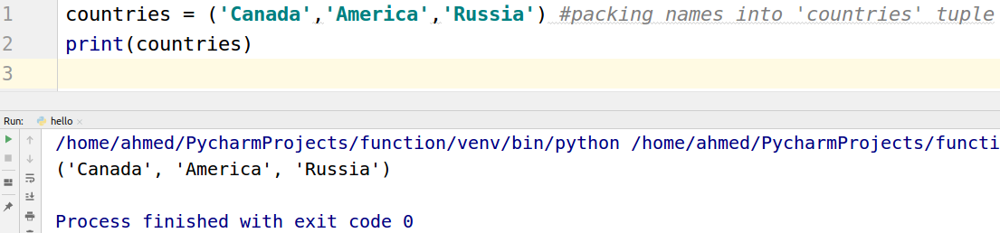 1 countries = ('Canada','America','Russia') #packing names into 'countries' tuple
2 print(countries)
3
Run: hello ×
/home/ahmed/PycharmProjects/function/venv/bin/python /home/ahmed/PycharmProjects/functi
('Canada', 'America', 'Russia')
Process finished with exit code 0